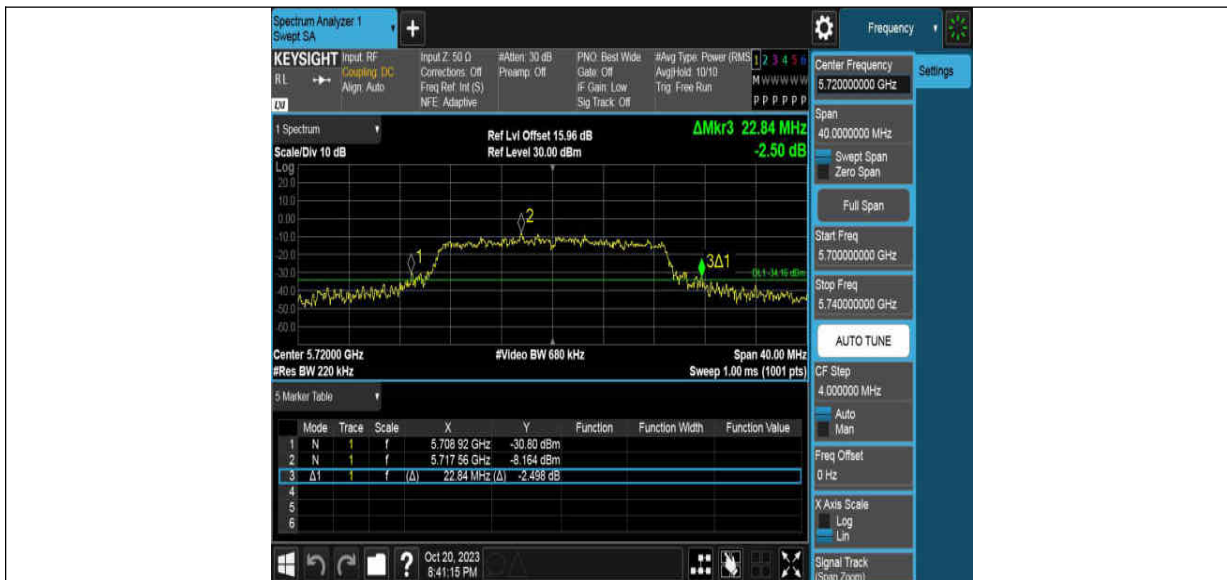 Spectrum Analyzer 1
Swept SA
+
Frequency
KEYSIGHT Input: RF
RL
Coupling: DC
Align: Auto
LXI
Input Z: 50 Ω
Corrections: Off
Freq Ref: Int (S)
NFE: Adaptive
#Atten: 30 dB
Preamp: Off
PNO: Best Wide
Gate: Off
IF Gain: Low
Sig Track: Off
#Avg Type: Power (RMS
Avg|Hold: 10/10
Trig: Free Run
1 2 3 4 5 6
M W W W W W
P P P P P P
Center Frequency
5.720000000 GHz
Settings
Span
40.0000000 MHz
Swept Span
Zero Span
Full Span
Start Freq
5.700000000 GHz
Stop Freq
5.740000000 GHz
AUTO TUNE
CF Step
4.000000 MHz
Auto
Man
Freq Offset
0 Hz
X Axis Scale
Log
Lin
Signal Track
(Span Zoom)
1 Spectrum
Scale/Div 10 dB
Ref Lvl Offset 15.96 dB
Ref Level 30.00 dBm
ΔMkr3 22.84 MHz
-2.50 dB
Log
20.0
10.0
0.00
-10.0
-20.0
-30.0
-40.0
-50.0
-60.0
1
2
3Δ1
DL1 -34.16 dBm
Center 5.72000 GHz
#Video BW 680 kHz
Span 40.00 MHz
#Res BW 220 kHz
Sweep 1.00 ms (1001 pts)
5 Marker Table
Mode Trace Scale X Y Function Function Width Function Value
1 N 1 f 5.708 92 GHz -30.80 dBm
2 N 1 f 5.717 56 GHz -8.164 dBm
3 Δ1 1 f (Δ) 22.84 MHz (Δ) -2.498 dB
4
5
6
?
Oct 20, 2023
8:41:15 PM